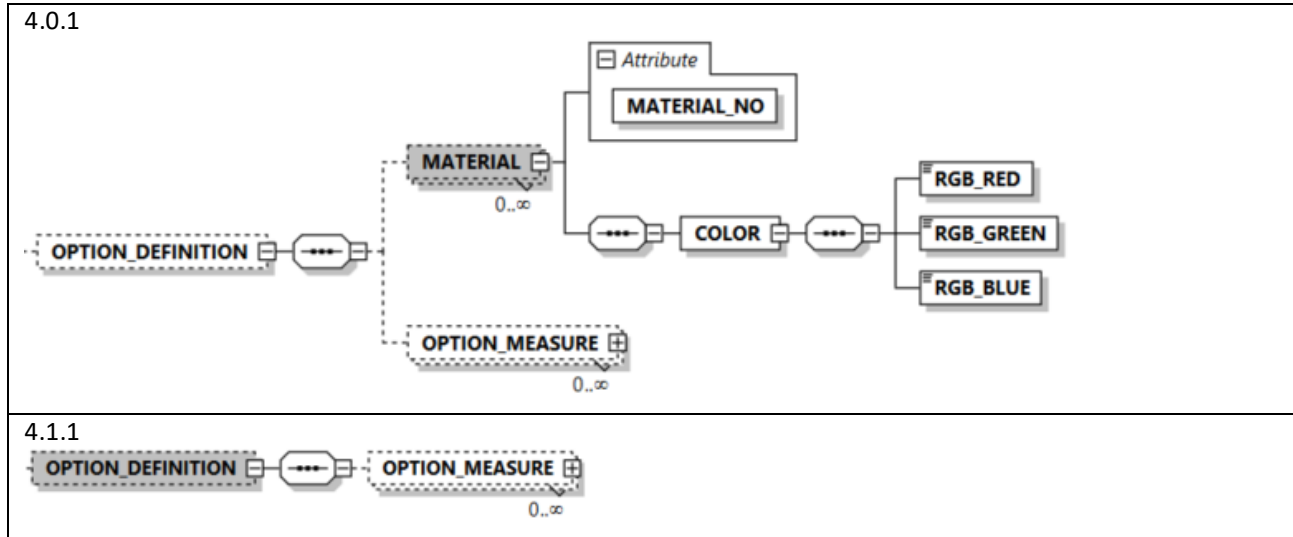 4.0.1
Attribute
MATERIAL_NO
MATERIAL
0..∞
RGB_RED
COLOR
RGB_GREEN
OPTION_DEFINITION
RGB_BLUE
OPTION_MEASURE
0..∞
4.1.1
OPTION_DEFINITION
OPTION_MEASURE
0..∞